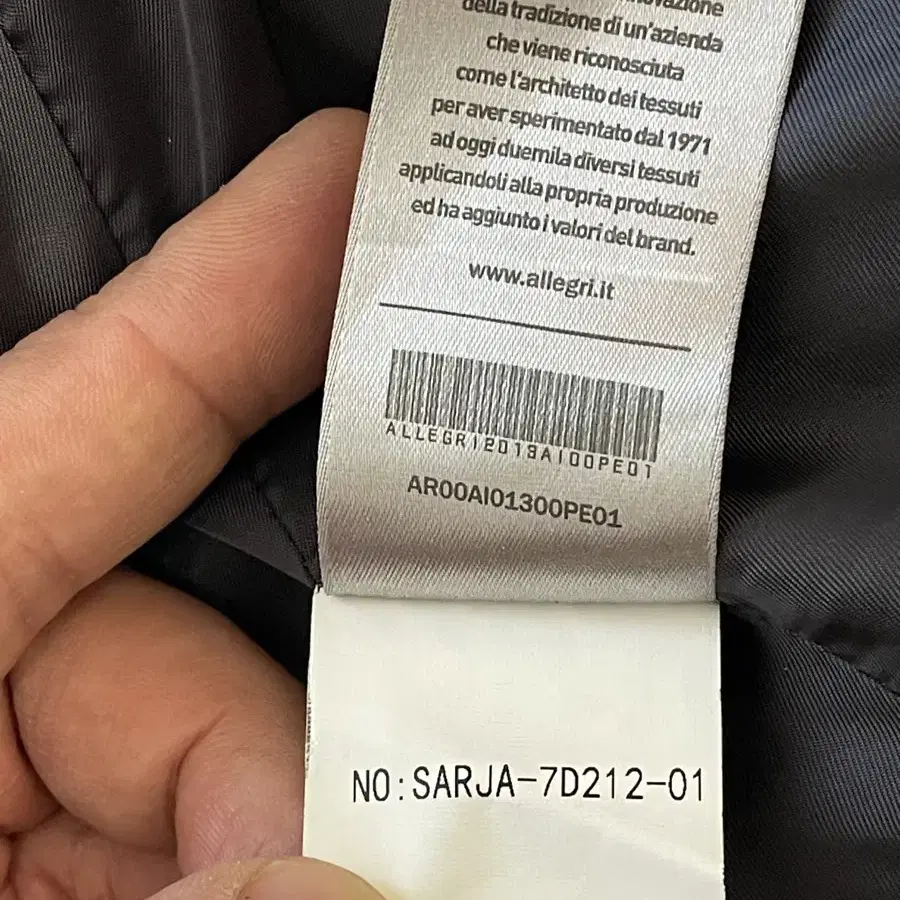 della tradizione di un'azienda
che viene riconosciuta
come l'architetto dei tessuti
per aver sperimentato dal 1971
ad oggi duemila diversi tessuti
applicandoli alla propria produzione
ed ha aggiunto i valori del brand.
www.allegri.it
ALLEGRI2013AI00PE01
AR00AI01300PE01
NO:SARJA-7D212-01